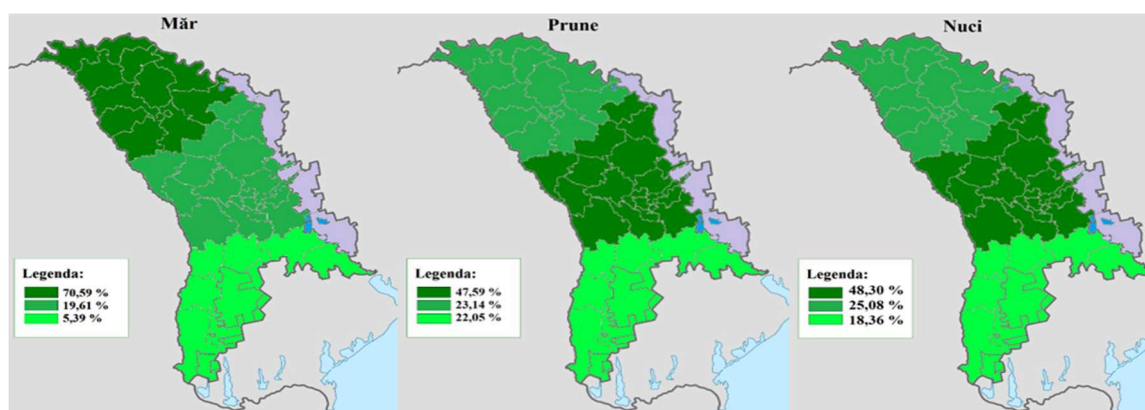 Măr
Legenda:
70,59 %
19,61 %
5,39 %
Prune
Legenda:
47,59 %
23,14 %
22,05 %
Nuci
Legenda:
48,30 %
25,08 %
18,36 %